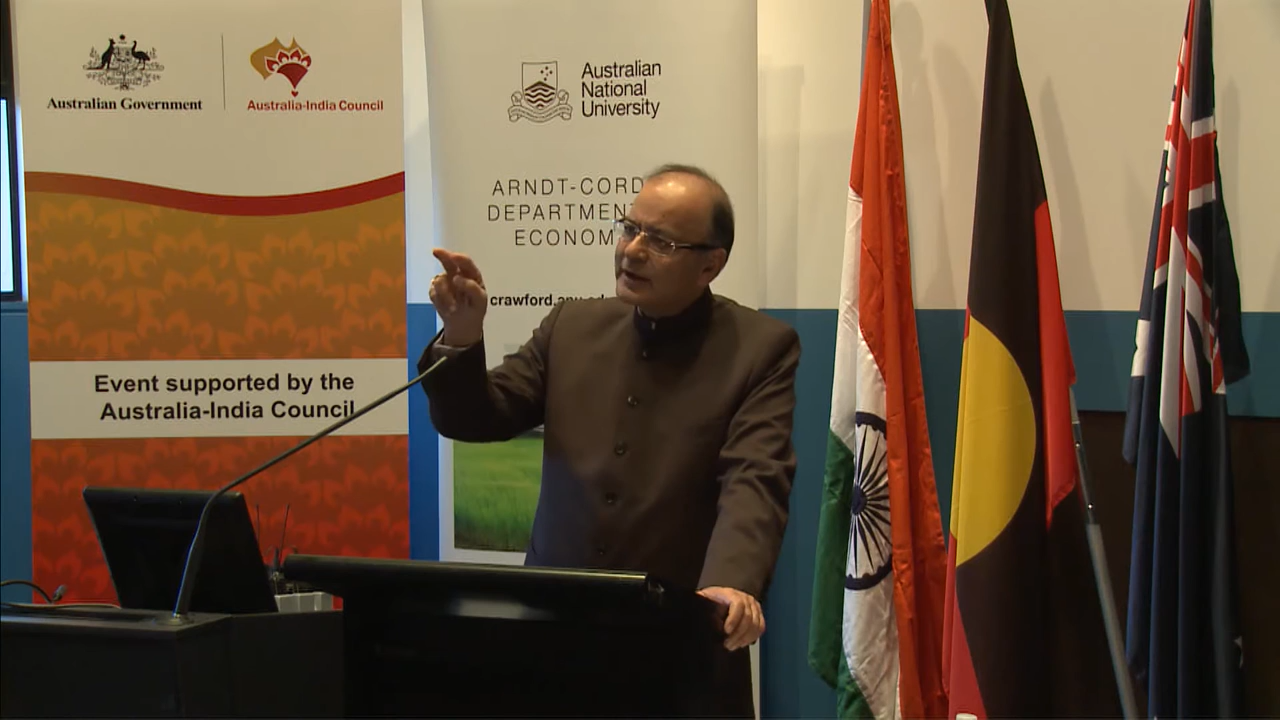 Australian Government
Australia-India Council
Event supported by the
Australia-India Council
Australian
National
University
ARNDT-CORD
DEPARTMENT
ECONOM
crawford.anu.ed